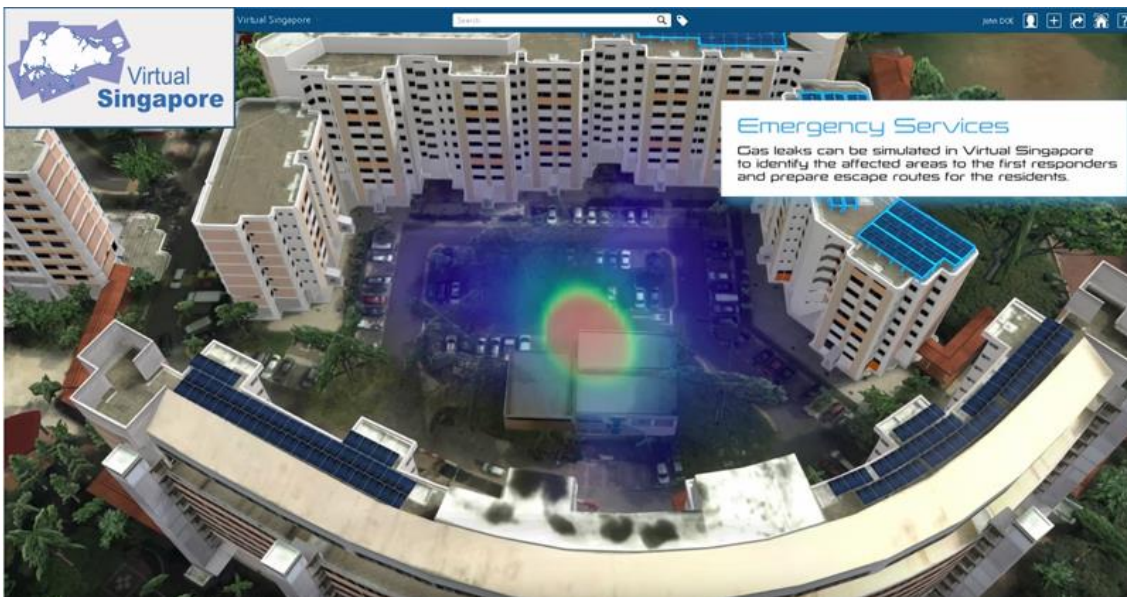 Virtual Singapore
Search
John DOE
Virtual
Singapore
Emergency Services
Gas leaks can be simulated in Virtual Singapore
to identify the affected areas to the first responders
and prepare escape routes for the residents.